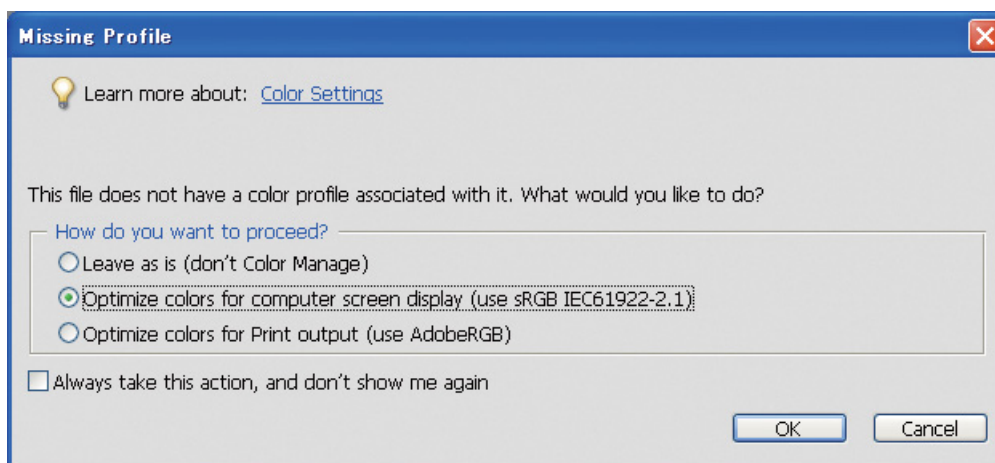 Missing Profile
Learn more about: Color Settings
This file does not have a color profile associated with it. What would you like to do?
How do you want to proceed?
Leave as is (don't Color Manage)
Optimize colors for computer screen display (use sRGB IEC61922-2.1)
Optimize colors for Print output (use AdobeRGB)
Always take this action, and don't show me again
OK Cancel